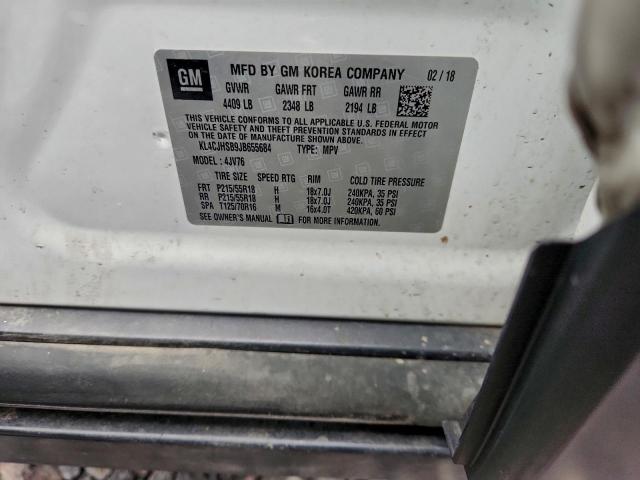 GM MFD BY GM KOREA COMPANY 02/18
GVWR GAWR FRT GAWR RR
4409 LB 2348 LB 2194 LB
THIS VEHICLE CONFORMS TO ALL APPLICABLE U.S. FEDERAL MOTOR
VEHICLE SAFETY AND THEFT PREVENTION STANDARDS IN EFFECT
ON THE DATE OF MANUFACTURE SHOWN ABOVE.
KL4CJHSB9JB655684 TYPE: MPV
MODEL: 4JV76
TIRE SIZE SPEED RTG RIM COLD TIRE PRESSURE
FRT P215/55R18 H 18x7.0J 240KPA, 35 PSI
RR P215/55R18 H 18x7.0J 240KPA, 35 PSI
SPA T125/70R16 M 16x4.0T 420KPA, 60 PSI
SEE OWNER'S MANUAL FOR MORE INFORMATION.